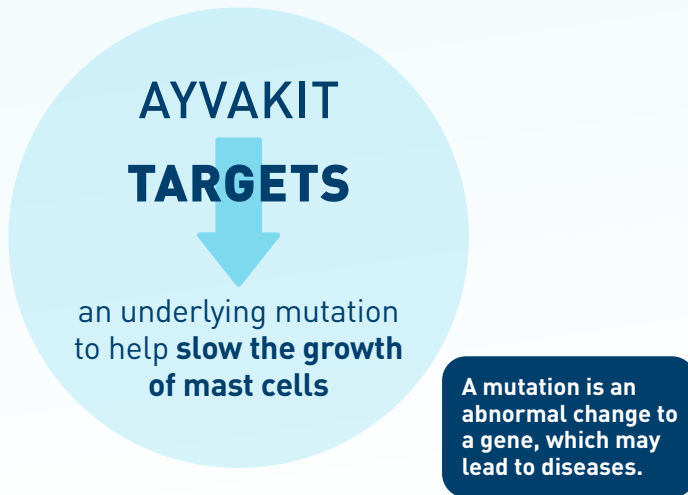 AYVAKIT
TARGETS
an underlying mutation
to help slow the growth
of mast cells
A mutation is an
abnormal change to
a gene, which may
lead to diseases.